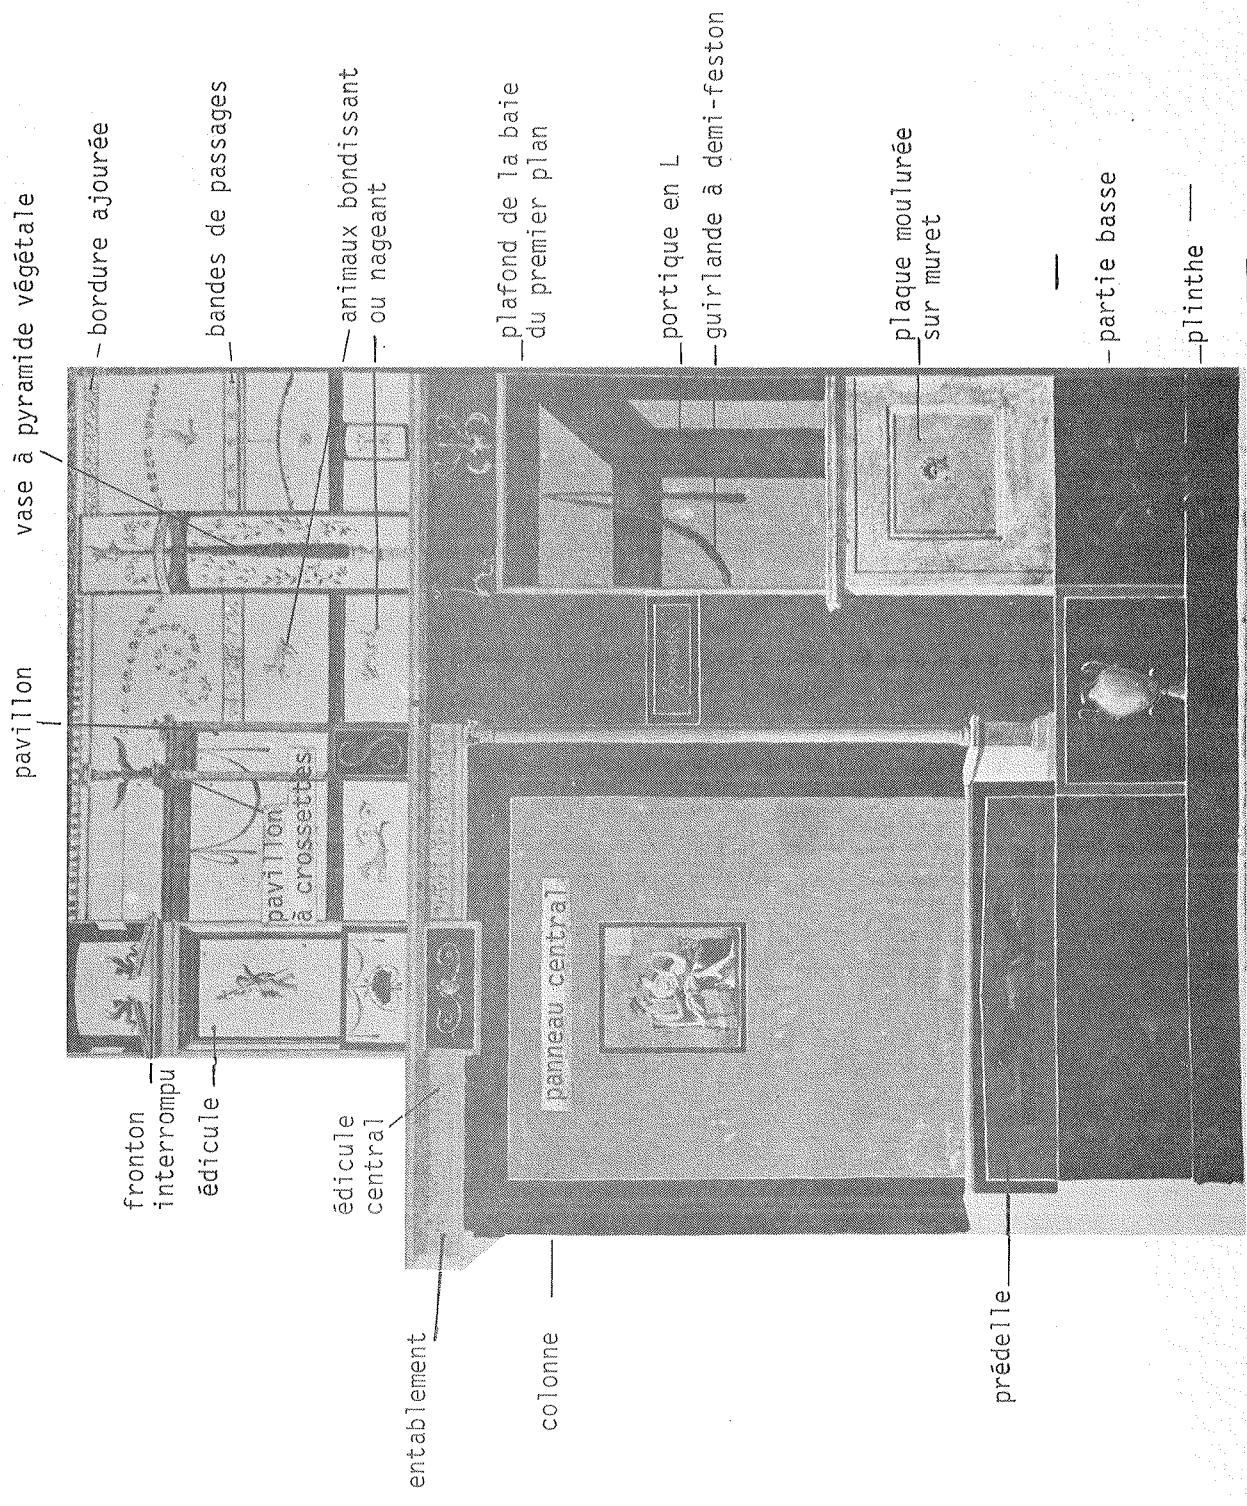 vase à pyramide végétale
bordure ajourée
bandes de passages
animaux bondissant
ou nageant
plafond de la baie
du premier plan
portique en L
guirlande à demi-feston
plaque moulurée
sur muret
partie basse
plinthe
pavillon
pavillon
à crossettes
panneau central
fronton
interrompu
édicule
édicule
central
entablement
colonne
prédelle